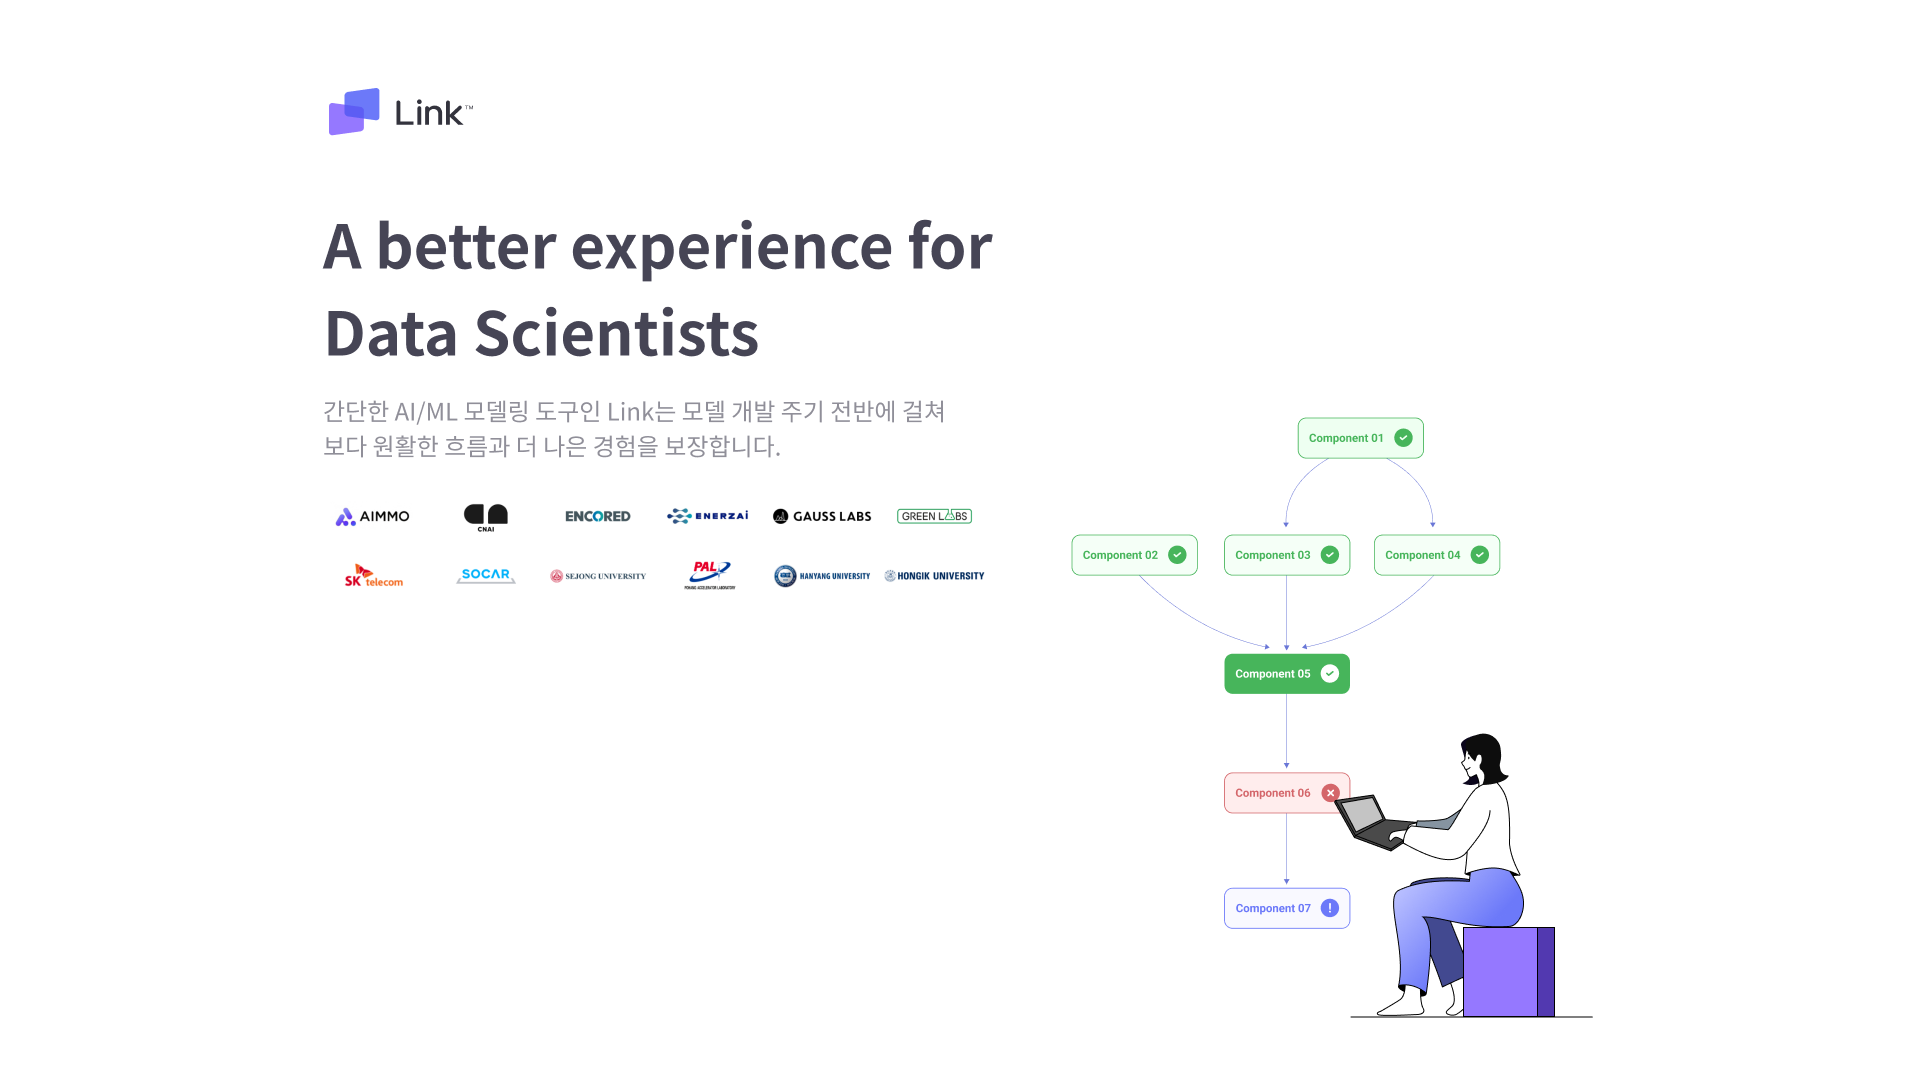 Link™
A better experience for
Data Scientists
간단한 AI/ML 모델링 도구인 Link는 모델 개발 주기 전반에 걸쳐
보다 원활한 흐름과 더 나은 경험을 보장합니다.
AIMMO
CNAI
ENCORED
ENERZAi
GAUSS LABS
GREEN LABS
SK telecom
SOCAR
SEJONG UNIVERSITY
PAL
POHANG ACCELERATOR LABORATORY
HANYANG UNIVERSITY
HONGIK UNIVERSITY
Component 01
Component 02
Component 03
Component 04
Component 05
Component 06
Component 07